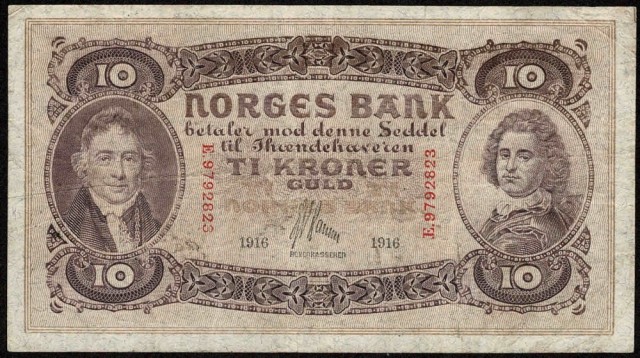 10 10
NORGES BANK
betaler mod denne Seddel
til Ihændehaveren
TI KRONER
GULD
E.9792823
E.9792823
1916 1916
10 10